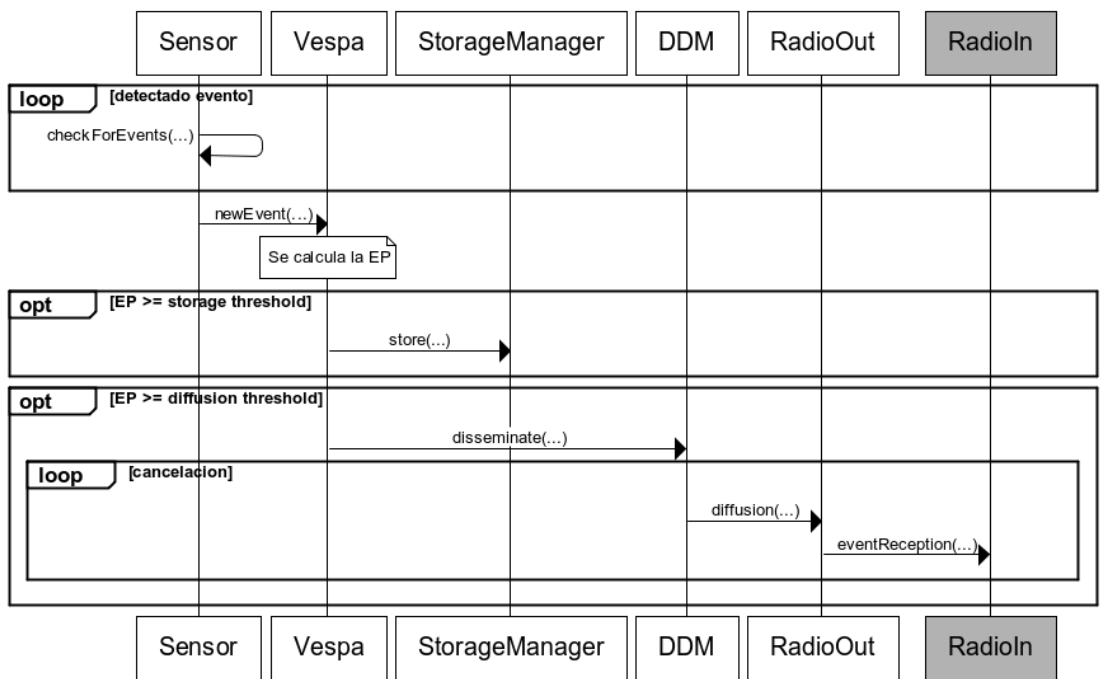 Sensor Vespa StorageManager DDM RadioOut RadioIn
loop [detectado evento]
checkForEvents(...)
newEvent(...)
Se calcula la EP
opt [EP >= storage threshold]
store(...)
opt [EP >= diffusion threshold]
disseminate(...)
loop [cancelacion]
diffusion(...)
eventReception(...)
Sensor Vespa StorageManager DDM RadioOut RadioIn